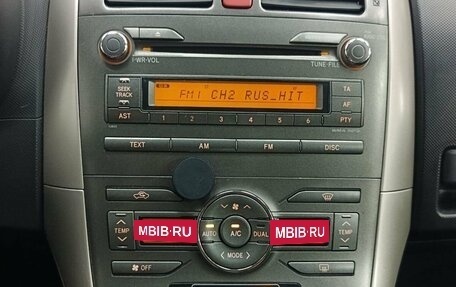 I·WR·VOL
TUNE·FILE
SEEK
TRACK
FM1 CH2 RUS_HIT
TA
AF
AST
1 2 3 4 5 6
PTY
TEXT AM FM DISC
TEMP
MBIB·RU
AUTO A/C DUAL
MBIB·RU
TEMP
OFF
MODE